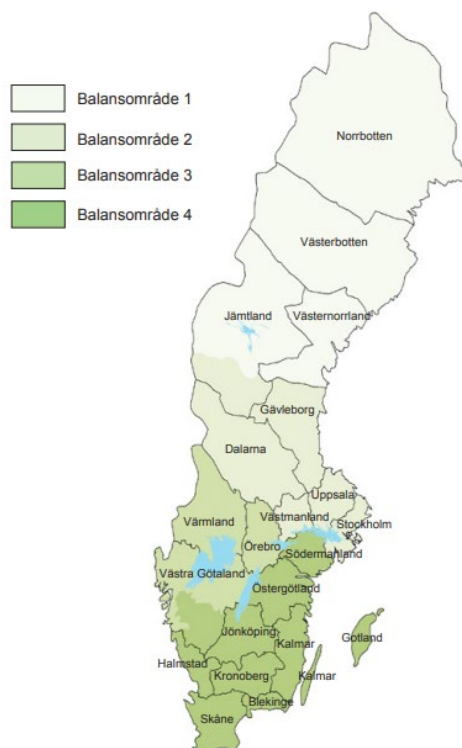 Balansområde 1
Balansområde 2
Balansområde 3
Balansområde 4
Norrbotten
Västerbotten
Jämtland
Västernorrland
Gävleborg
Dalarna
Uppsala
Västmanland
Värmland
Stockholm
Örebro
Södermanland
Västra Götaland
Östergötland
Jönköping
Kalmar
Gotland
Halmstad
Kronoberg
Kalmar
Blekinge
Skåne